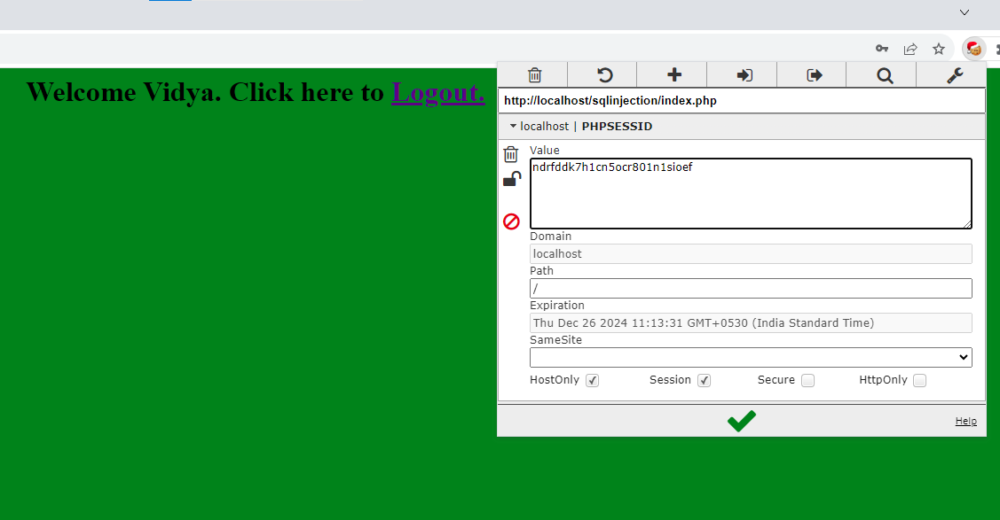 Welcome Vidya. Click here to Logout.
http://localhost/sqlinjection/index.php
localhost | PHPSESSID
Value
ndrfddk7h1cn5ocr801n1sioef
Domain
localhost
Path
/
Expiration
Thu Dec 26 2024 11:13:31 GMT+0530 (India Standard Time)
SameSite
HostOnly Session Secure HttpOnly
Help